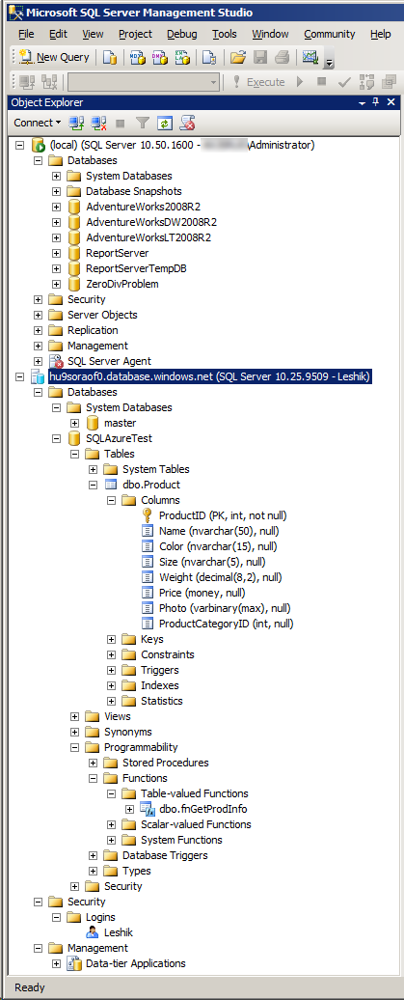 Microsoft SQL Server Management Studio
File Edit View Project Debug Tools Window Community Help
New Query
Execute
Object Explorer
Connect
(local) (SQL Server 10.50.1600 - \Administrator)
Databases
System Databases
Database Snapshots
AdventureWorks2008R2
AdventureWorksDW2008R2
AdventureWorksLT2008R2
ReportServer
ReportServerTempDB
ZeroDivProblem
Security
Server Objects
Replication
Management
SQL Server Agent
hu9soraof0.database.windows.net (SQL Server 10.25.9509 - Leshik)
Databases
System Databases
master
SQLAzureTest
Tables
System Tables
dbo.Product
Columns
ProductID (PK, int, not null)
Name (nvarchar(50), null)
Color (nvarchar(15), null)
Size (nvarchar(5), null)
Weight (decimal(8,2), null)
Price (money, null)
Photo (varbinary(max), null)
ProductCategoryID (int, null)
Keys
Constraints
Triggers
Indexes
Statistics
Views
Synonyms
Programmability
Stored Procedures
Functions
Table-valued Functions
dbo.fnGetProdInfo
Scalar-valued Functions
System Functions
Database Triggers
Types
Security
Security
Logins
Leshik
Management
Data-tier Applications
Ready